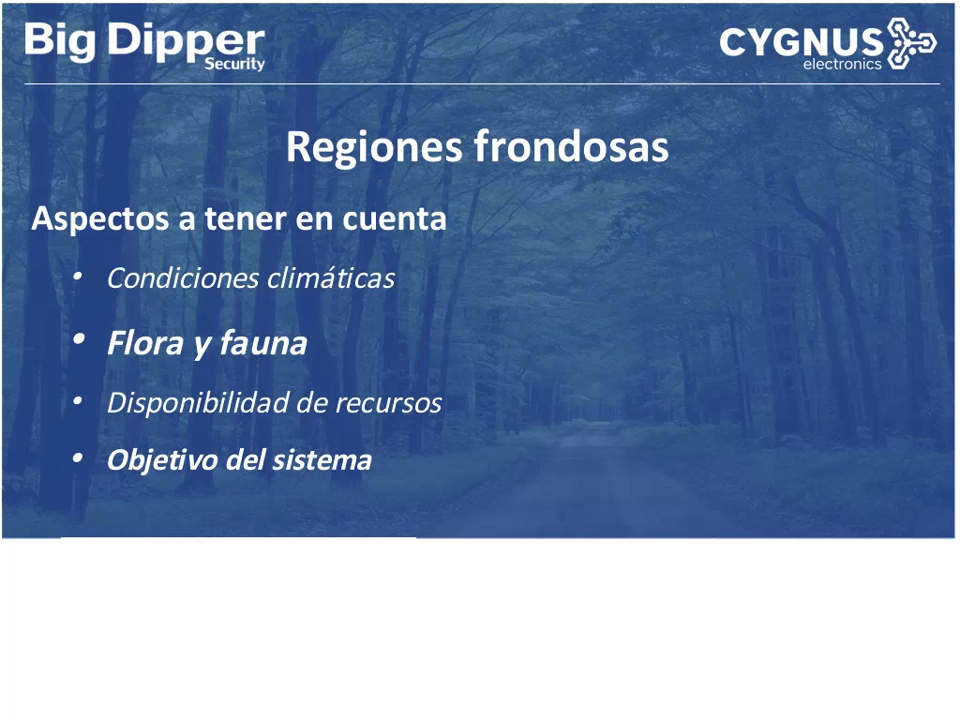 Big Dipper
Security
CYGNUS
electronics
Regiones frondosas
Aspectos a tener en cuenta
• Condiciones climáticas
• Flora y fauna
• Disponibilidad de recursos
• Objetivo del sistema